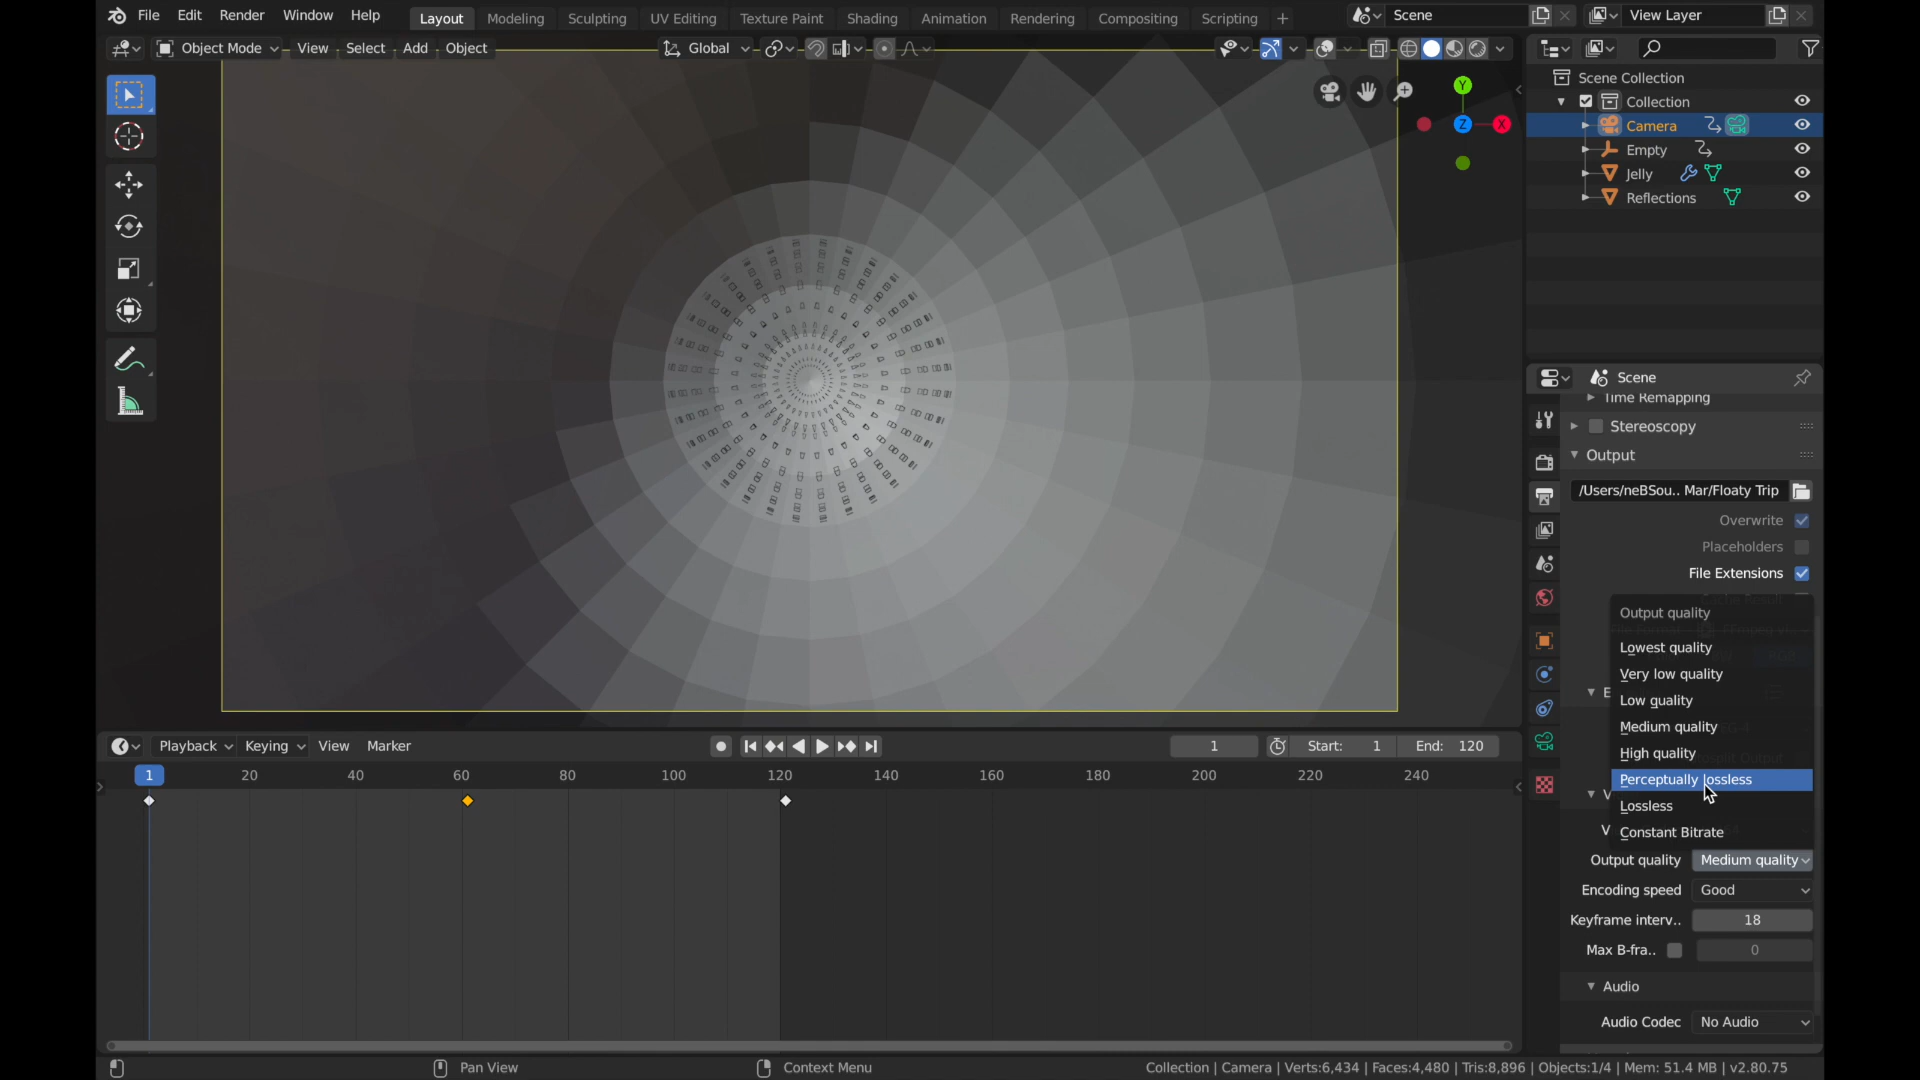 File Edit Render Window Help Layout Modeling Sculpting UV Editing Texture Paint Shading Animation Rendering Compositing Scripting + Scene View Layer
Object Mode View Select Add Object Global
Y
Z X
Scene Collection
Collection
Camera
Empty
Jelly
Reflections
Scene
Time Remapping
Stereoscopy
Output
/Users/neBSou.. Mar/Floaty Trip
Overwrite
Placeholders
File Extensions
Output quality
Lowest quality
Very low quality
Low quality
Medium quality
High quality
Perceptually lossless
Lossless
Constant Bitrate
Output quality Medium quality
Encoding speed Good
Keyframe interv.. 18
Max B-fra.. 0
Audio
Audio Codec No Audio
Playback Keying View Marker 1 Start: 1 End: 120
1 20 40 60 80 100 120 140 160 180 200 220 240
Pan View Context Menu Collection | Camera | Verts:6,434 | Faces:4,480 | Tris:8,896 | Objects:1/4 | Mem: 51.4 MB | v2.80.75